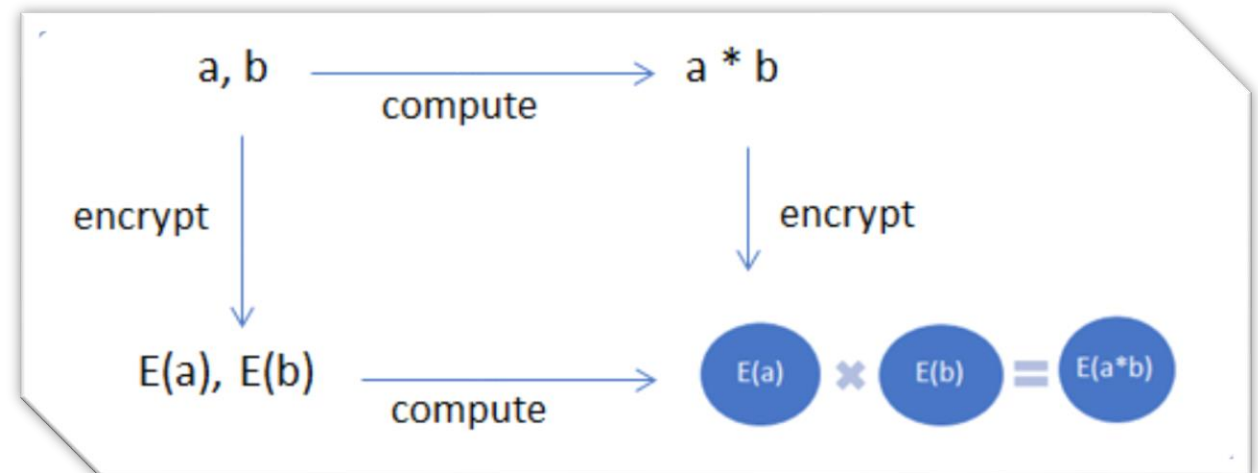 a, b
a * b
compute
encrypt
encrypt
E(a), E(b)
E(a) × E(b) = E(a*b)
compute